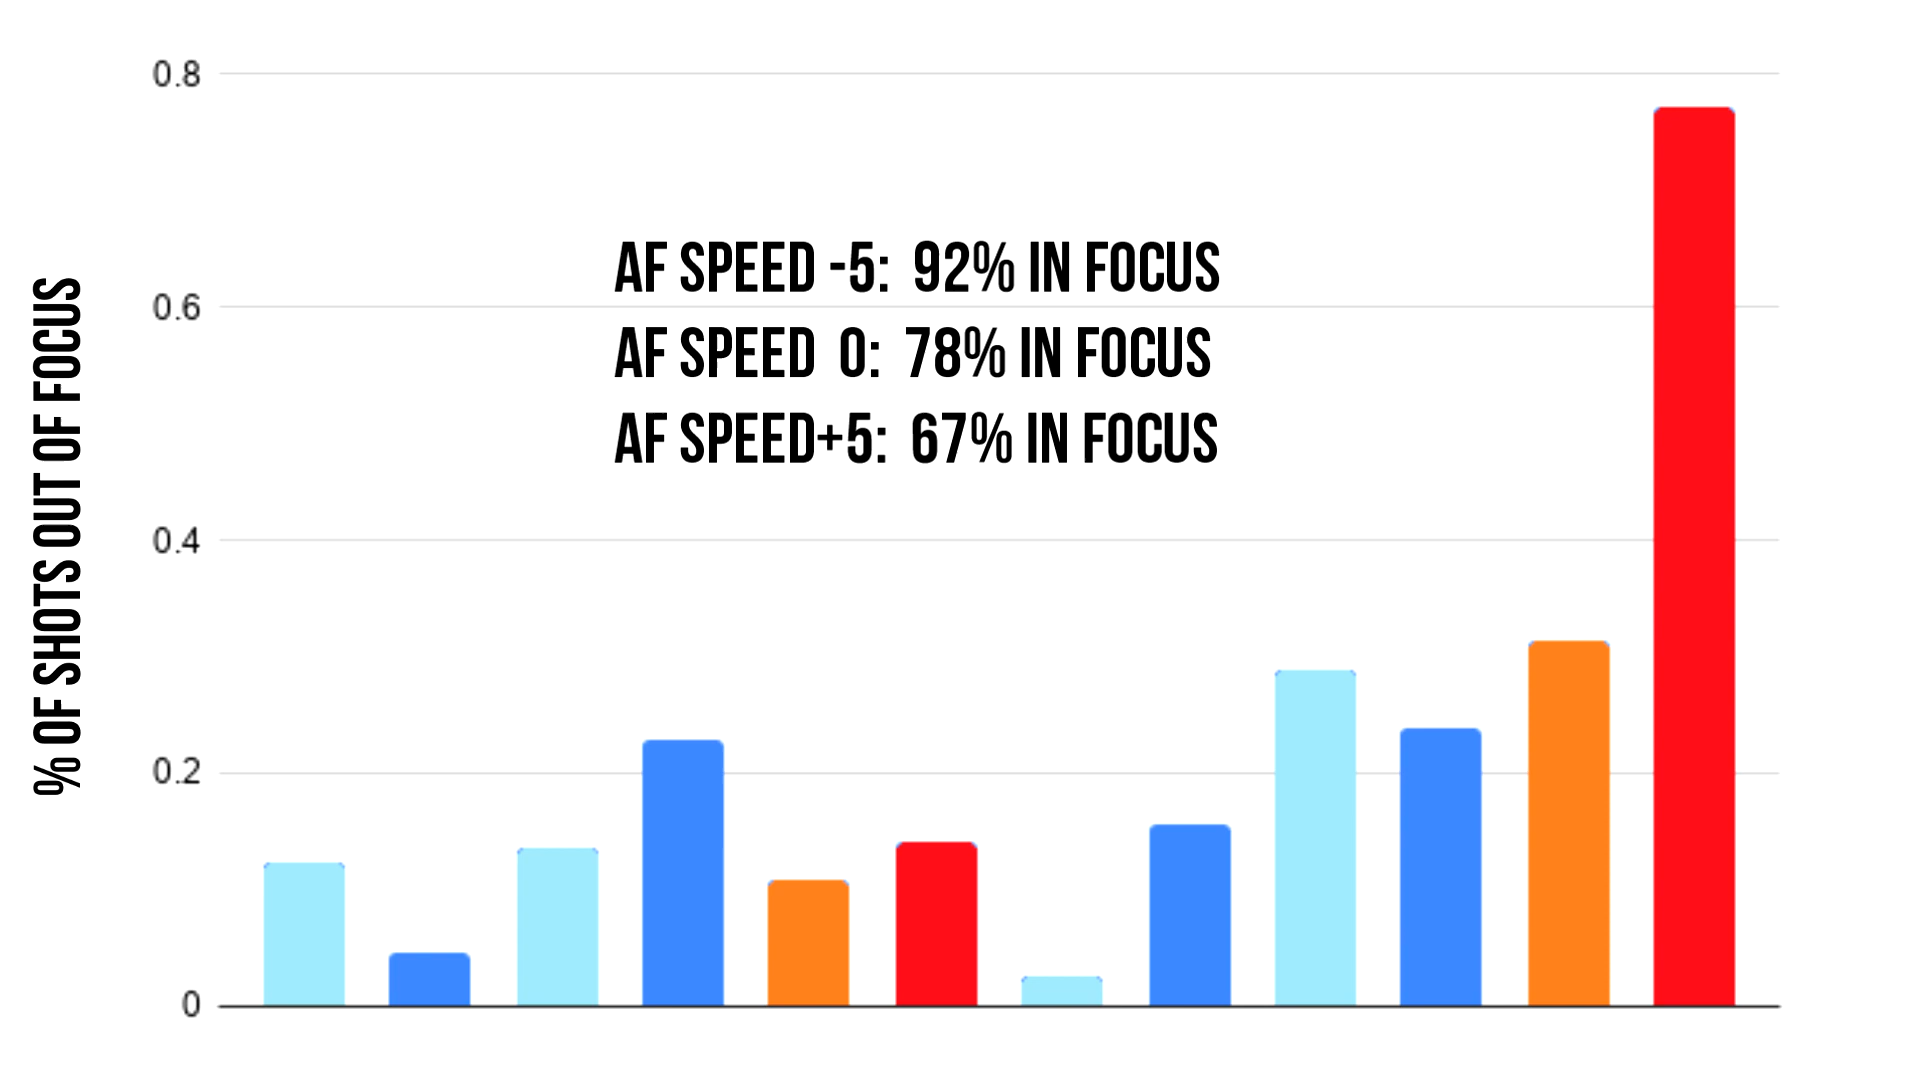 % OF SHOTS OUT OF FOCUS
0.8
0.6
0.4
0.2
0
AF SPEED -5: 92% IN FOCUS
AF SPEED 0: 78% IN FOCUS
AF SPEED+5: 67% IN FOCUS